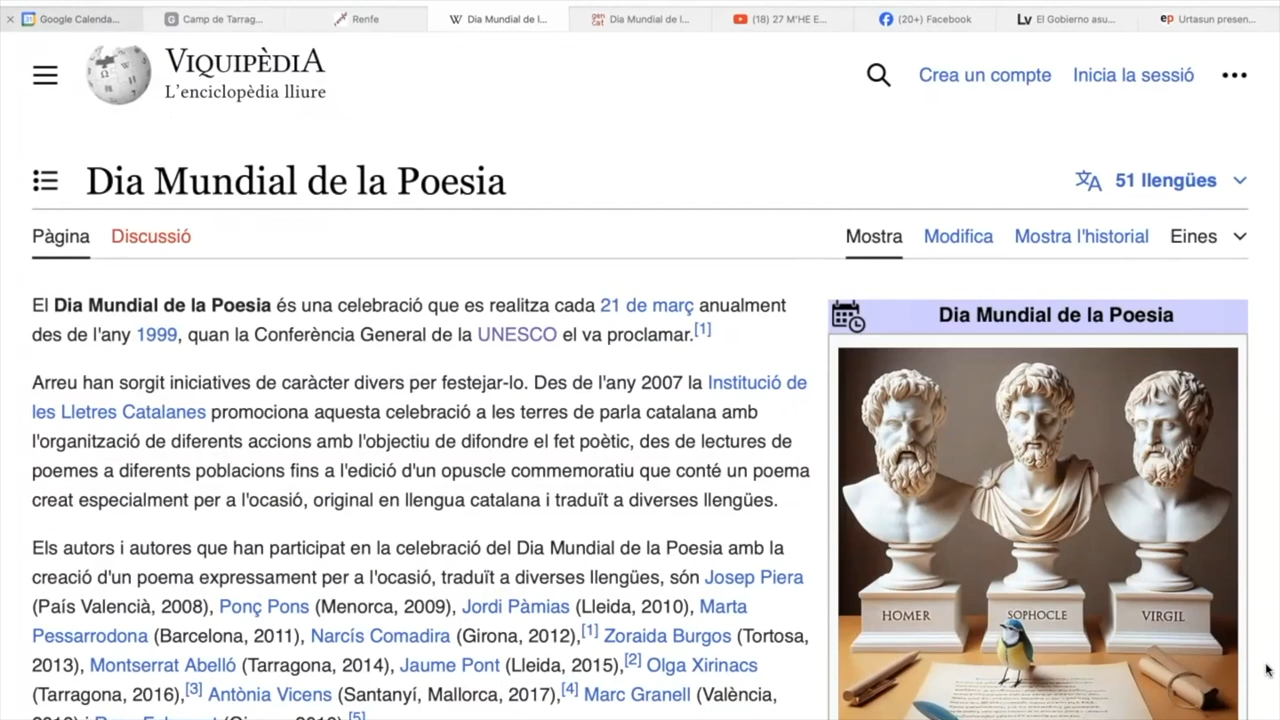 Google Calenda...
Camp de Tarrag...
Renfe
Dia Mundial de l...
gen cat Dia Mundial de l...
(18) 27 M'HE E...
(20+) Facebook
Lv El Gobierno asu...
ep Urtasun presen...
VIQUIPÈDIA
L'enciclopèdia lliure
Crea un compte
Inicia la sessió
Dia Mundial de la Poesia
51 llengües
Pàgina
Discussió
Mostra
Modifica
Mostra l'historial
Eines
El Dia Mundial de la Poesia és una celebració que es realitza cada 21 de març anualment
des de l'any 1999, quan la Conferència General de la UNESCO el va proclamar.[1]
Arreu han sorgit iniciatives de caràcter divers per festejar-lo. Des de l'any 2007 la Institució de
les Lletres Catalanes promociona aquesta celebració a les terres de parla catalana amb
l'organització de diferents accions amb l'objectiu de difondre el fet poètic, des de lectures de
poemes a diferents poblacions fins a l'edició d'un opuscle commemoratiu que conté un poema
creat especialment per a l'ocasió, original en llengua catalana i traduït a diverses llengües.
Els autors i autores que han participat en la celebració del Dia Mundial de la Poesia amb la
creació d'un poema expressament per a l'ocasió, traduït a diverses llengües, són Josep Piera
(País Valencià, 2008), Ponç Pons (Menorca, 2009), Jordi Pàmias (Lleida, 2010), Marta
Pessarrodona (Barcelona, 2011), Narcís Comadira (Girona, 2012),[1] Zoraida Burgos (Tortosa,
2013), Montserrat Abelló (Tarragona, 2014), Jaume Pont (Lleida, 2015),[2] Olga Xirinacs
(Tarragona, 2016),[3] Antònia Vicens (Santanyí, Mallorca, 2017),[4] Marc Granell (València,
Dia Mundial de la Poesia
HOMER
SOPHOCLE
VIRGIL